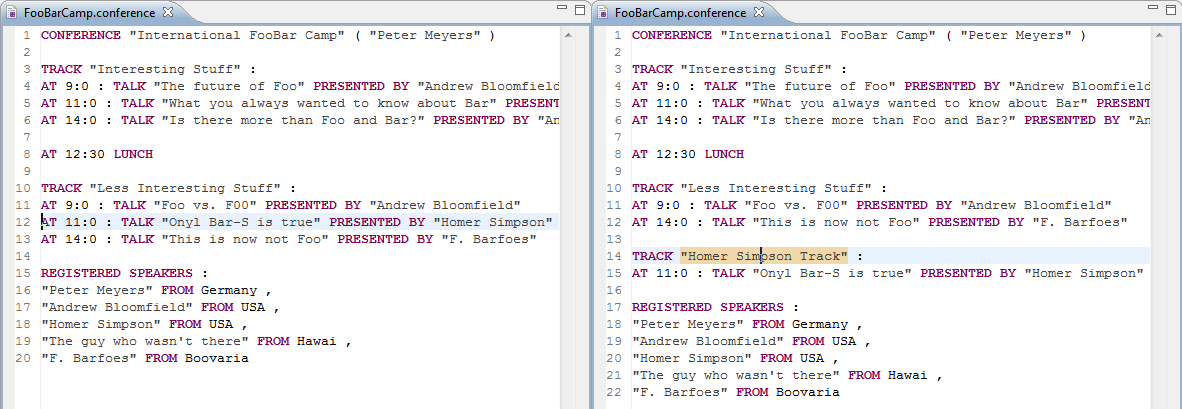 FooBarCamp.conference
1 CONFERENCE "International FooBar Camp" ( "Peter Meyers" )
2
3 TRACK "Interesting Stuff" :
4 AT 9:0 : TALK "The future of Foo" PRESENTED BY "Andrew Bloomfield
5 AT 11:0 : TALK "What you always wanted to know about Bar" PRESENT
6 AT 14:0 : TALK "Is there more than Foo and Bar?" PRESENTED BY "An
7
8 AT 12:30 LUNCH
9
10 TRACK "Less Interesting Stuff" :
11 AT 9:0 : TALK "Foo vs. F00" PRESENTED BY "Andrew Bloomfield"
12 AT 11:0 : TALK "Onyl Bar-S is true" PRESENTED BY "Homer Simpson"
13 AT 14:0 : TALK "This is now not Foo" PRESENTED BY "F. Barfoes"
14
15 REGISTERED SPEAKERS :
16 "Peter Meyers" FROM Germany ,
17 "Andrew Bloomfield" FROM USA ,
18 "Homer Simpson" FROM USA ,
19 "The guy who wasn't there" FROM Hawai ,
20 "F. Barfoes" FROM Boovaria
FooBarCamp.conference
1 CONFERENCE "International FooBar Camp" ( "Peter Meyers" )
2
3 TRACK "Interesting Stuff" :
4 AT 9:0 : TALK "The future of Foo" PRESENTED BY "Andrew Bloomfield
5 AT 11:0 : TALK "What you always wanted to know about Bar" PRESENT
6 AT 14:0 : TALK "Is there more than Foo and Bar?" PRESENTED BY "An
7
8 AT 12:30 LUNCH
9
10 TRACK "Less Interesting Stuff" :
11 AT 9:0 : TALK "Foo vs. F00" PRESENTED BY "Andrew Bloomfield"
12 AT 14:0 : TALK "This is now not Foo" PRESENTED BY "F. Barfoes"
13
14 TRACK "Homer Simpson Track" :
15 AT 11:0 : TALK "Onyl Bar-S is true" PRESENTED BY "Homer Simpson"
16
17 REGISTERED SPEAKERS :
18 "Peter Meyers" FROM Germany ,
19 "Andrew Bloomfield" FROM USA ,
20 "Homer Simpson" FROM USA ,
21 "The guy who wasn't there" FROM Hawai ,
22 "F. Barfoes" FROM Boovaria